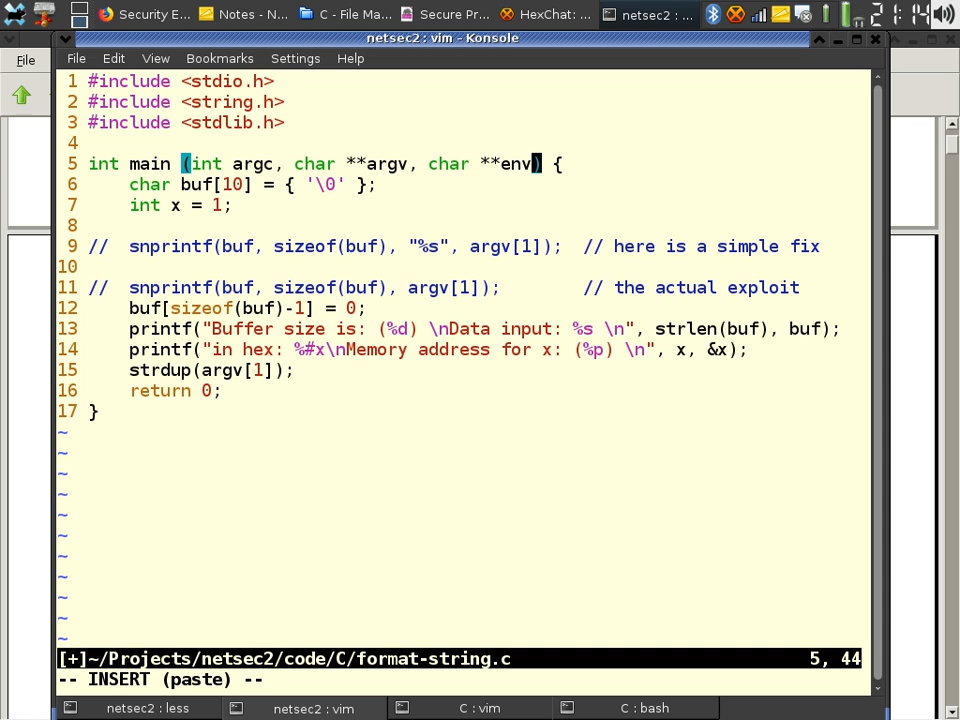 Security E...
Notes - N...
C - File Ma...
Secure Pr...
HexChat: ...
netsec2 : ...
21:14
netsec2 : vim - Konsole
File
File Edit View Bookmarks Settings Help
1 #include <stdio.h>
2 #include <string.h>
3 #include <stdlib.h>
4
5 int main (int argc, char **argv, char **env) {
6     char buf[10] = { '\0' };
7     int x = 1;
8
9 //  snprintf(buf, sizeof(buf), "%s", argv[1]);  // here is a simple fix
10
11 //  snprintf(buf, sizeof(buf), argv[1]);        // the actual exploit
12     buf[sizeof(buf)-1] = 0;
13     printf("Buffer size is: (%d) \nData input: %s \n", strlen(buf), buf);
14     printf("in hex: %#x\nMemory address for x: (%p) \n", x, &x);
15     strdup(argv[1]);
16     return 0;
17 }
~
~
~
~
~
~
~
~
~
~
~
[+]~/Projects/netsec2/code/C/format-string.c 5, 44
-- INSERT (paste) --
netsec2 : less
netsec2 : vim
C : vim
C : bash